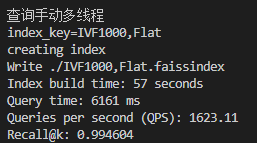 查询手动多线程
index_key=IVF1000,Flat
creating index
Write ./IVF1000,Flat.faissindex
Index build time: 57 seconds
Query time: 6161 ms
Queries per second (QPS): 1623.11
Recall@k: 0.994604